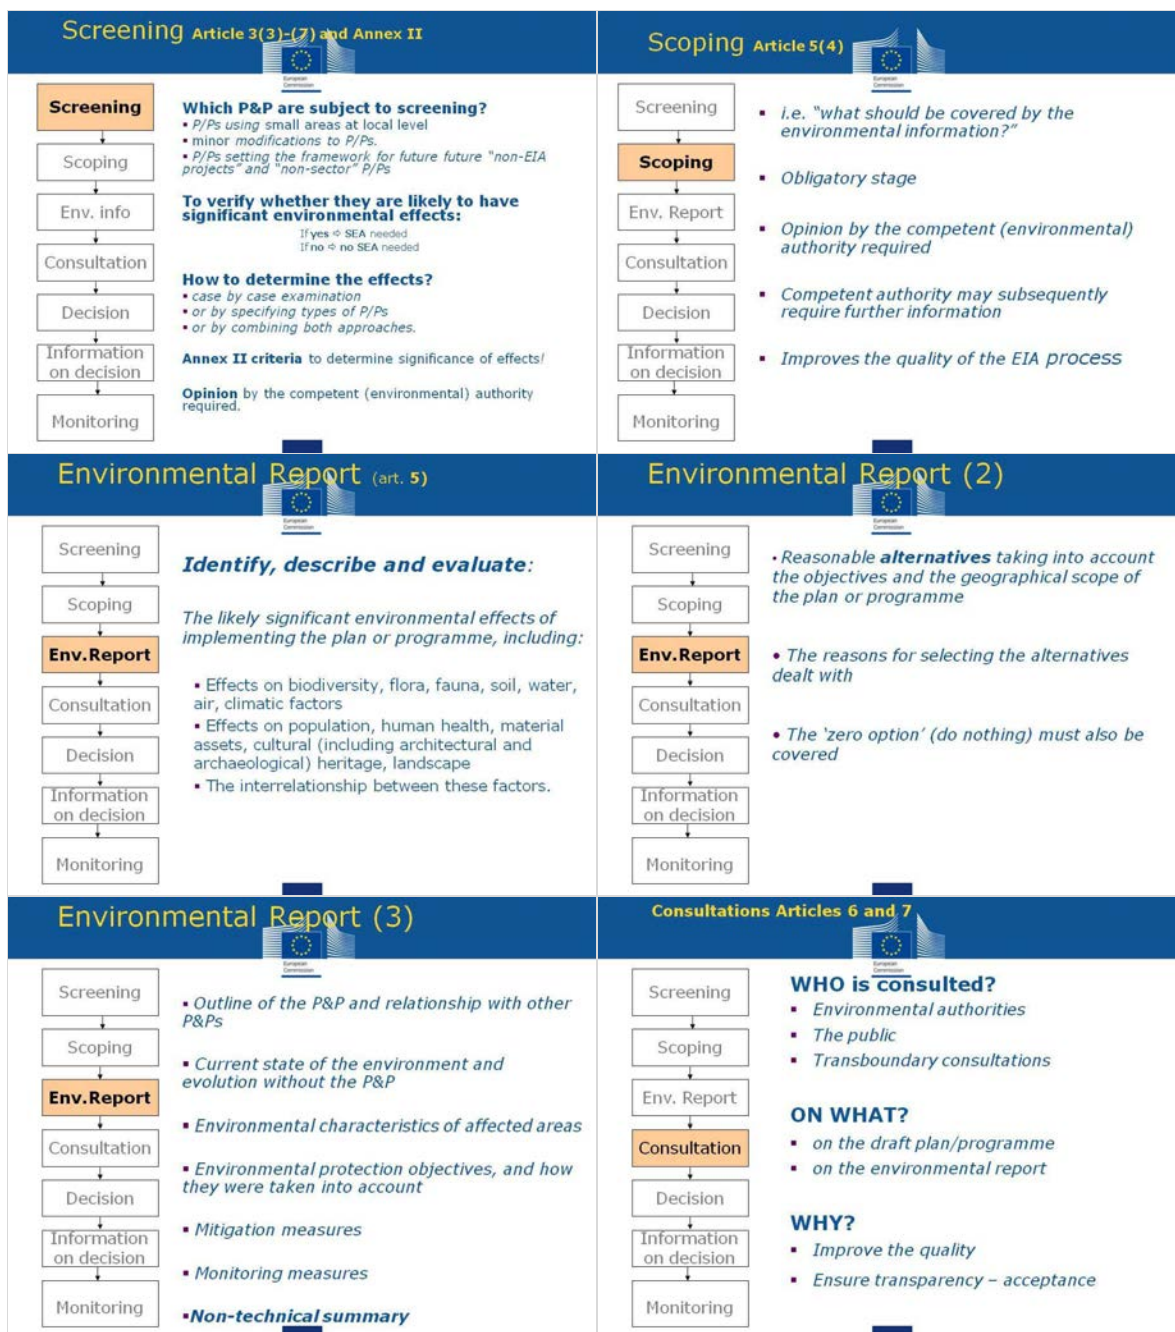 Screening Article 3(3)-(7) and Annex II
European
Commission
Screening
Scoping
Env. info
Consultation
Decision
Information
on decision
Monitoring
Which P&P are subject to screening?
▪ P/Ps using small areas at local level
▪ minor modifications to P/Ps.
▪ P/Ps setting the framework for future future “non-EIA
projects” and “non-sector” P/Ps
To verify whether they are likely to have
significant environmental effects:
If yes ⇨ SEA needed
If no ⇨ no SEA needed
How to determine the effects?
▪ case by case examination
▪ or by specifying types of P/Ps
▪ or by combining both approaches.
Annex II criteria to determine significance of effects!
Opinion by the competent (environmental) authority
required.
Scoping Article 5(4)
European
Commission
Screening
Scoping
Env. Report
Consultation
Decision
Information
on decision
Monitoring
▪ i.e. “what should be covered by the
environmental information?”
▪ Obligatory stage
▪ Opinion by the competent (environmental)
authority required
▪ Competent authority may subsequently
require further information
▪ Improves the quality of the EIA process
Environmental Report (art. 5)
European
Commission
Screening
Scoping
Env.Report
Consultation
Decision
Information
on decision
Monitoring
Identify, describe and evaluate:
The likely significant environmental effects of
implementing the plan or programme, including:
▪ Effects on biodiversity, flora, fauna, soil, water,
air, climatic factors
▪ Effects on population, human health, material
assets, cultural (including architectural and
archaeological) heritage, landscape
▪ The interrelationship between these factors.
Environmental Report (2)
European
Commission
Screening
Scoping
Env.Report
Consultation
Decision
Information
on decision
Monitoring
• Reasonable alternatives taking into account
the objectives and the geographical scope of
the plan or programme
• The reasons for selecting the alternatives
dealt with
• The ‘zero option’ (do nothing) must also be
covered
Environmental Report (3)
European
Commission
Screening
Scoping
Env.Report
Consultation
Decision
Information
on decision
Monitoring
▪ Outline of the P&P and relationship with other
P&Ps
▪ Current state of the environment and
evolution without the P&P
▪ Environmental characteristics of affected areas
▪ Environmental protection objectives, and how
they were taken into account
▪ Mitigation measures
▪ Monitoring measures
▪Non-technical summary
Consultations Articles 6 and 7
European
Commission
Screening
Scoping
Env. Report
Consultation
Decision
Information
on decision
Monitoring
WHO is consulted?
▪ Environmental authorities
▪ The public
▪ Transboundary consultations
ON WHAT?
▪ on the draft plan/programme
▪ on the environmental report
WHY?
▪ Improve the quality
▪ Ensure transparency – acceptance